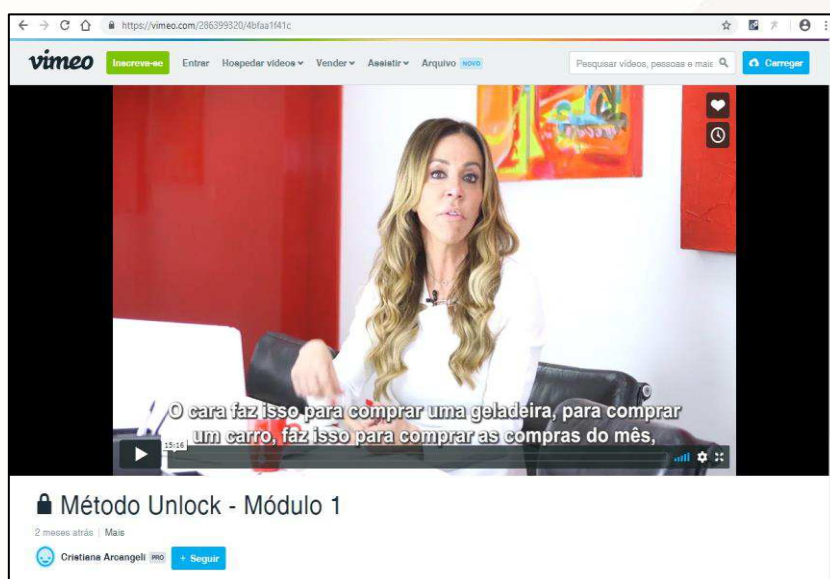 https://vimeo.com/286399320/4bfaa1f41c
vimeo Inscreva-se Entrar Hospedar vídeos Vender Assistir Arquivo NOVO Pesquisar vídeos, pessoas e mais Carregar
O cara faz isso para comprar uma geladeira, para comprar
um carro, faz isso para comprar as compras do mês,
15:16
Método Unlock - Módulo 1
2 meses atrás | Mais
Cristiana Arcangeli PRO + Seguir